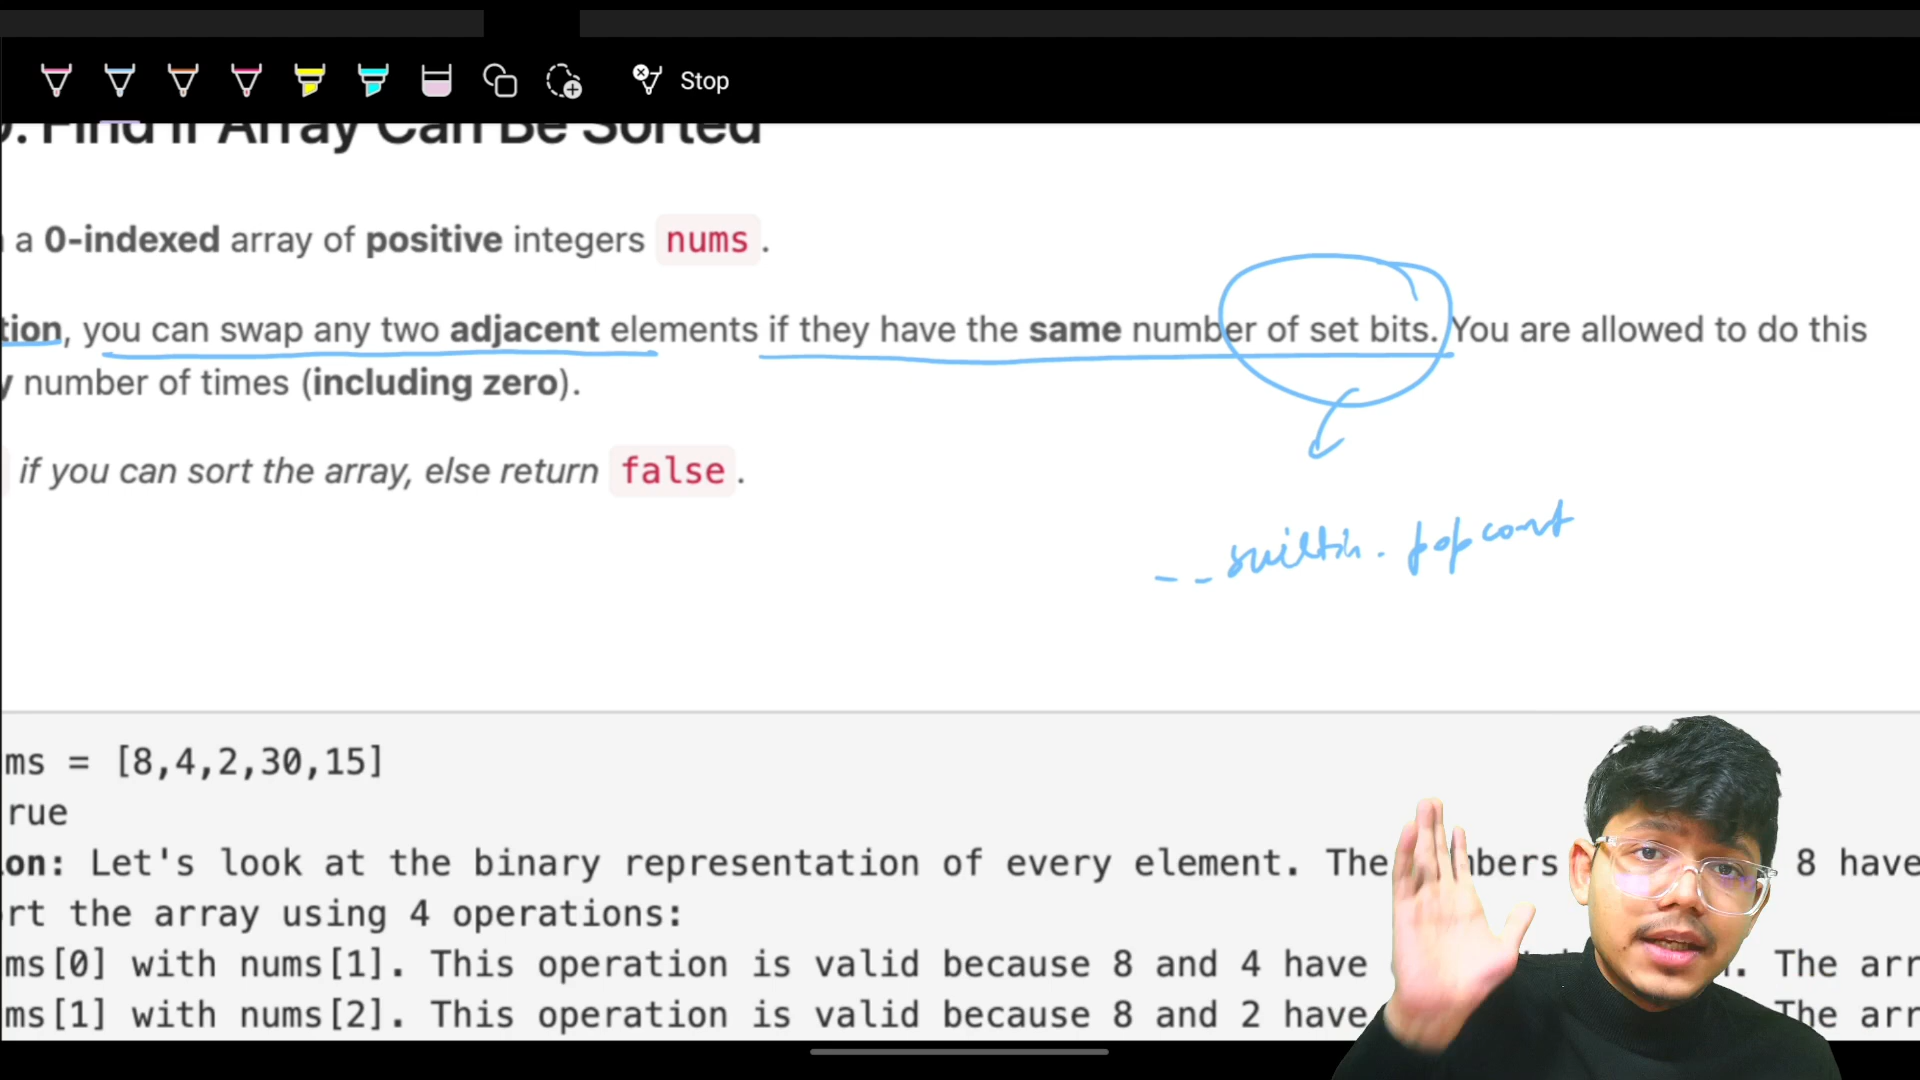 Stop
. Find if Array Can Be Sorted
a 0-indexed array of positive integers nums.
tion, you can swap any two adjacent elements if they have the same number of set bits. You are allowed to do this
y number of times (including zero).
if you can sort the array, else return false.
popcount
ms = [8,4,2,30,15]
rue
on: Let's look at the binary representation of every element. The mbers 8 have
rt the array using 4 operations:
ms[0] with nums[1]. This operation is valid because 8 and 4 have . The arr
ms[1] with nums[2]. This operation is valid because 8 and 2 have The arr